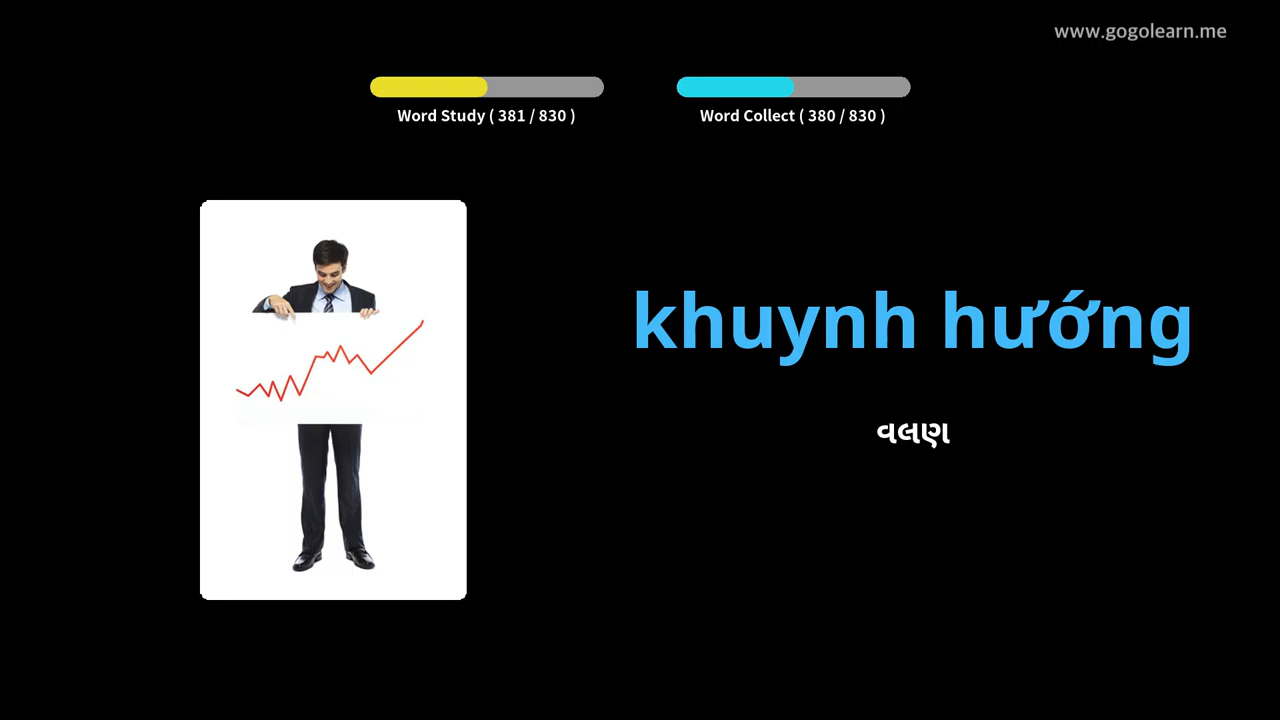 www.gogolearn.me
Word Study ( 381 / 830 )
Word Collect ( 380 / 830 )
khuynh hướng
વલણ